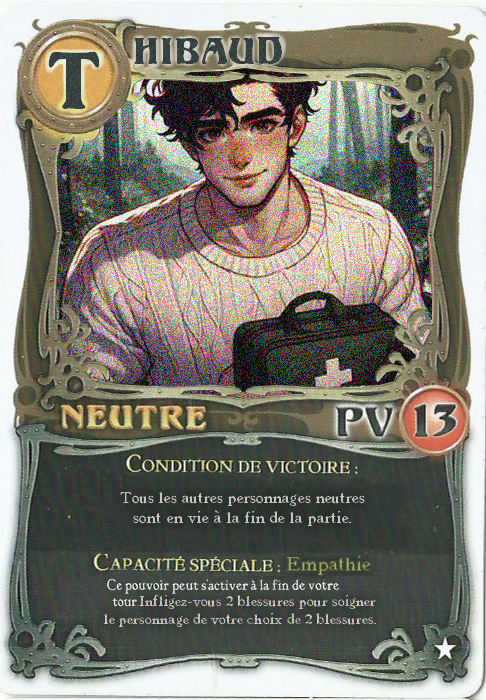 THIBAUD
NEUTRE
PV 13
CONDITION DE VICTOIRE :
Tous les autres personnages neutres
sont en vie à la fin de la partie.
CAPACITÉ SPÉCIALE : Empathie
Ce pouvoir peut s'activer à la fin de votre
tour.Infligez-vous 2 blessures pour soigner
le personnage de votre choix de 2 blessures.